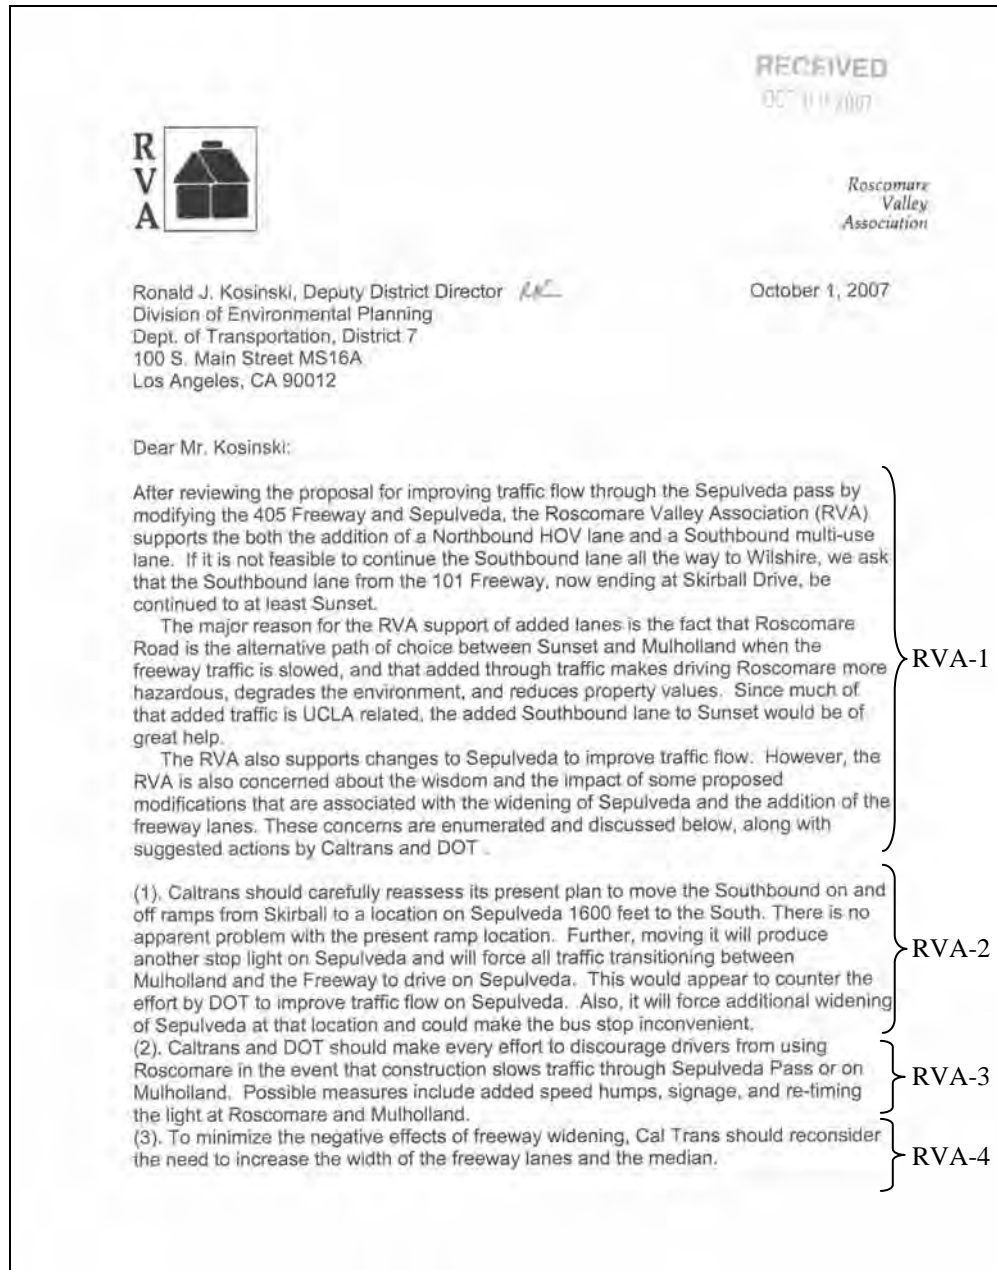 RECEIVED
2007
R
V
A
Roscomare
Valley
Association
Ronald J. Kosinski, Deputy District Director
October 1, 2007
Division of Environmental Planning
Dept. of Transportation, District 7
100 S. Main Street MS16A
Los Angeles, CA 90012
Dear Mr. Kosinski:
After reviewing the proposal for improving traffic flow through the Sepulveda pass by
modifying the 405 Freeway and Sepulveda, the Roscomare Valley Association (RVA)
supports the both the addition of a Northbound HOV lane and a Southbound multi-use
lane. If it is not feasible to continue the Southbound lane all the way to Wilshire, we ask
that the Southbound lane from the 101 Freeway, now ending at Skirball Drive, be
continued to at least Sunset.
The major reason for the RVA support of added lanes is the fact that Roscomare
Road is the alternative path of choice between Sunset and Mulholland when the
freeway traffic is slowed, and that added through traffic makes driving Roscomare more
hazardous, degrades the environment, and reduces property values. Since much of
that added traffic is UCLA related, the added Southbound lane to Sunset would be of
great help.
The RVA also supports changes to Sepulveda to improve traffic flow. However, the
RVA is also concerned about the wisdom and the impact of some proposed
modifications that are associated with the widening of Sepulveda and the addition of the
freeway lanes. These concerns are enumerated and discussed below, along with
suggested actions by Caltrans and DOT .
RVA-1
(1). Caltrans should carefully reassess its present plan to move the Southbound on and
off ramps from Skirball to a location on Sepulveda 1600 feet to the South. There is no
apparent problem with the present ramp location. Further, moving it will produce
another stop light on Sepulveda and will force all traffic transitioning between
Mulholland and the Freeway to drive on Sepulveda. This would appear to counter the
effort by DOT to improve traffic flow on Sepulveda. Also, it will force additional widening
of Sepulveda at that location and could make the bus stop inconvenient.
RVA-2
(2). Caltrans and DOT should make every effort to discourage drivers from using
Roscomare in the event that construction slows traffic through Sepulveda Pass or on
Mulholland. Possible measures include added speed humps, signage, and re-timing
the light at Roscomare and Mulholland.
RVA-3
(3). To minimize the negative effects of freeway widening, Cal Trans should reconsider
the need to increase the width of the freeway lanes and the median.
RVA-4